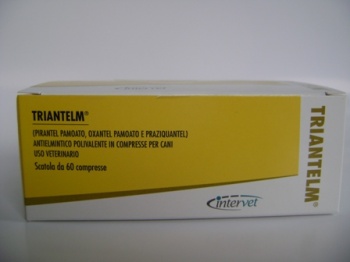 TRIANTELM®
(PIRANTEL PAMOATO, OXANTEL PAMOATO E PRAZIQUANTEL)
ANTIELMINTICO POLIVALENTE IN COMPRESSE PER CANI
USO VETERINARIO
Scatola da 60 compresse
Intervet
TRIANTELM®